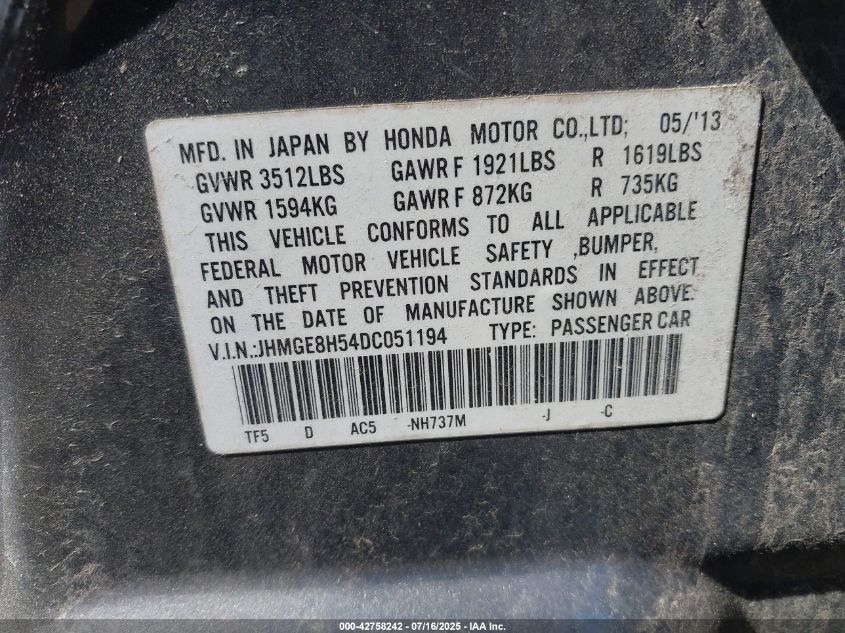 MFD. IN JAPAN BY HONDA MOTOR CO.,LTD; 05/'13
GVWR 3512LBS GAWR F 1921LBS R 1619LBS
GVWR 1594KG GAWR F 872KG R 735KG
THIS VEHICLE CONFORMS TO ALL APPLICABLE
FEDERAL MOTOR VEHICLE SAFETY ,BUMPER,
AND THEFT PREVENTION STANDARDS IN EFFECT
ON THE DATE OF MANUFACTURE SHOWN ABOVE.
V.I.N.:JHMGE8H54DC051194 TYPE: PASSENGER CAR
TF5 D AC5 -NH737M -J -C
000-42758242 - 07/16/2025 - IAA Inc.